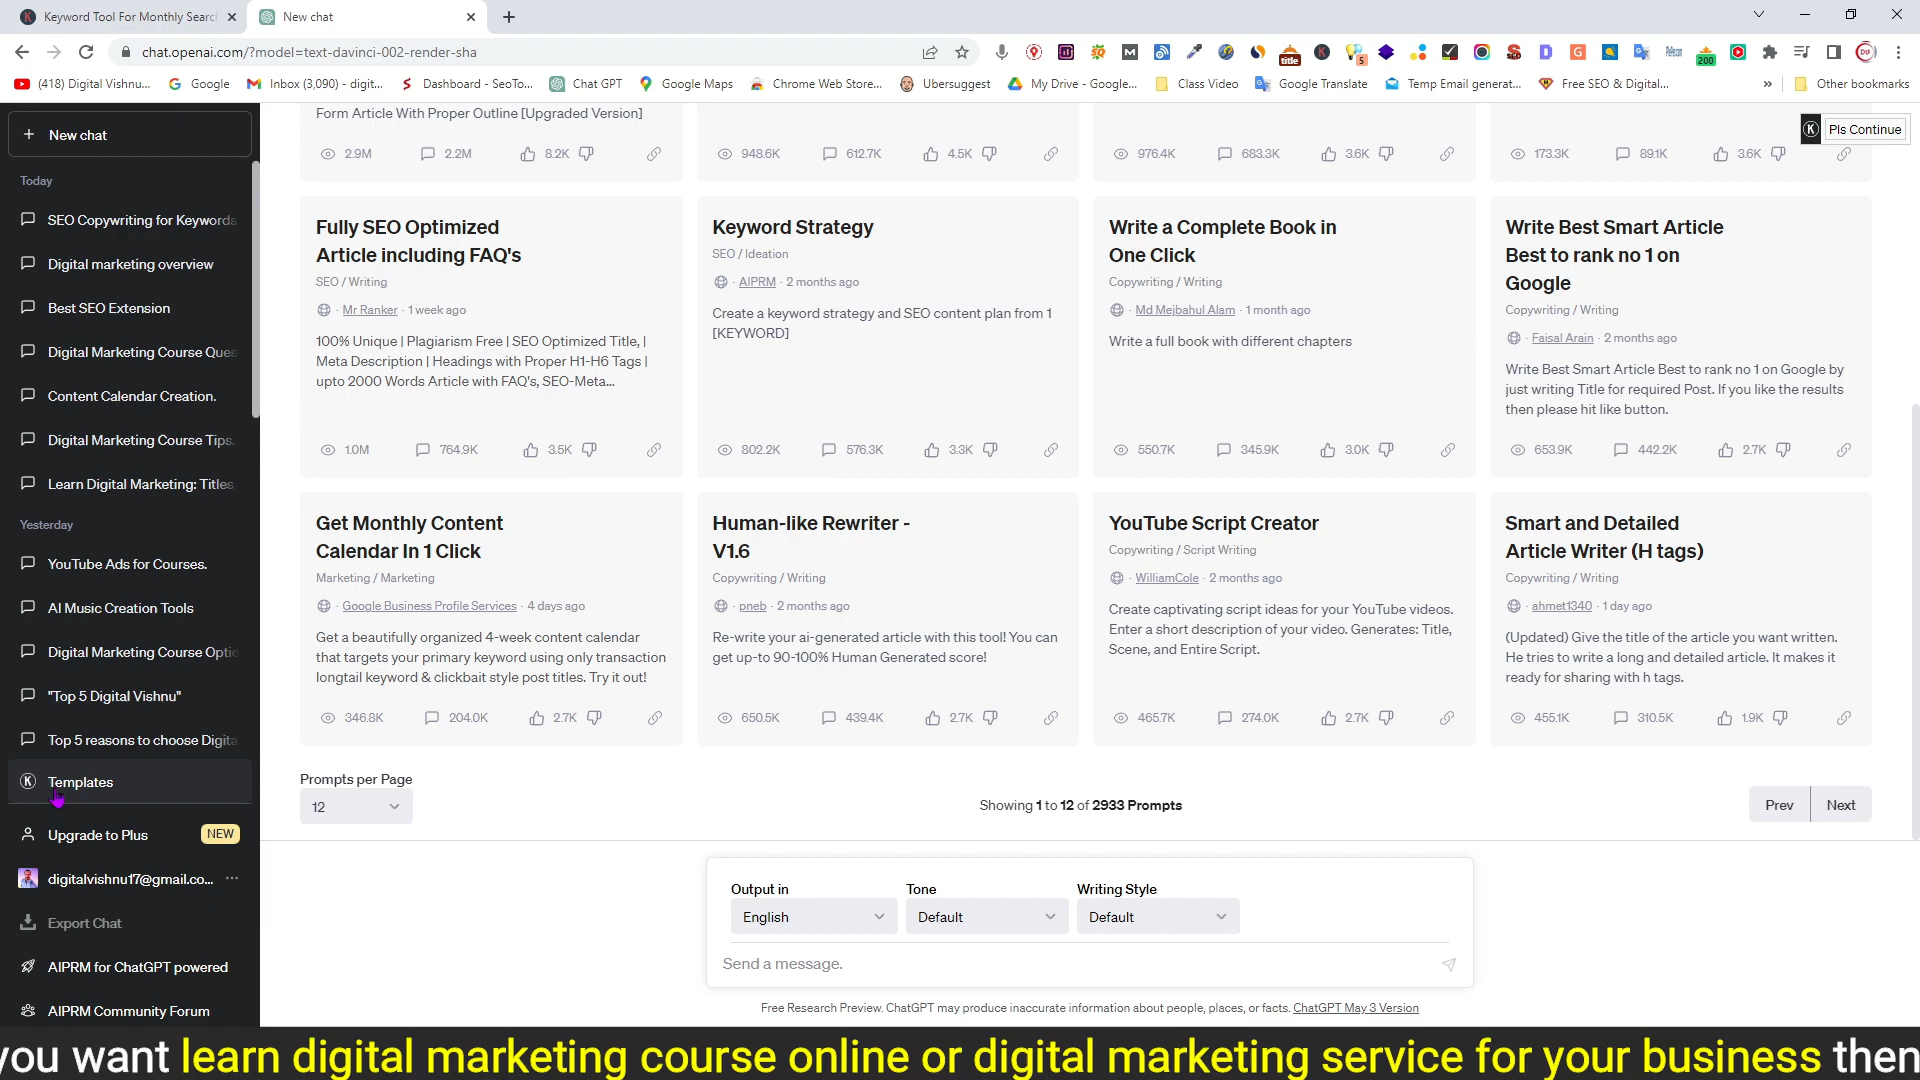 Keyword Tool For Monthly Search
New chat
chat.openai.com/?model=text-davinci-002-render-sha
title
5
200
(418) Digital Vishnu...
Google
Inbox (3,090) - digit...
Dashboard - SeoTo...
Chat GPT
Google Maps
Chrome Web Store...
Ubersuggest
My Drive - Google...
Class Video
Google Translate
Temp Email generat...
Free SEO & Digital...
»
Other bookmarks
+ New chat
Today
SEO Copywriting for Keywords
Digital marketing overview
Best SEO Extension
Digital Marketing Course Ques
Content Calendar Creation.
Digital Marketing Course Tips.
Learn Digital Marketing: Titles
Yesterday
YouTube Ads for Courses.
AI Music Creation Tools
Digital Marketing Course Optic
"Top 5 Digital Vishnu"
Top 5 reasons to choose Digita
Templates
Upgrade to Plus NEW
digitalvishnu17@gmail.co... ...
Export Chat
AIPRM for ChatGPT powered
AIPRM Community Forum
Pls Continue
Form Article With Proper Outline [Upgraded Version]
2.9M 2.2M 8.2K
948.6K 612.7K 4.5K
976.4K 683.3K 3.6K
173.3K 89.1K 3.6K
Fully SEO Optimized
Article including FAQ's
SEO / Writing
· Mr Ranker · 1 week ago
100% Unique | Plagiarism Free | SEO Optimized Title, |
Meta Description | Headings with Proper H1-H6 Tags |
upto 2000 Words Article with FAQ's, SEO-Meta...
1.0M 764.9K 3.5K
Keyword Strategy
SEO / Ideation
· AIPRM · 2 months ago
Create a keyword strategy and SEO content plan from 1
[KEYWORD]
802.2K 576.3K 3.3K
Write a Complete Book in
One Click
Copywriting / Writing
· Md Mejbahul Alam · 1 month ago
Write a full book with different chapters
550.7K 345.9K 3.0K
Write Best Smart Article
Best to rank no 1 on
Google
Copywriting / Writing
· Faisal Arain · 2 months ago
Write Best Smart Article Best to rank no 1 on Google by
just writing Title for required Post. If you like the results
then please hit like button.
653.9K 442.2K 2.7K
Get Monthly Content
Calendar In 1 Click
Marketing / Marketing
· Google Business Profile Services · 4 days ago
Get a beautifully organized 4-week content calendar
that targets your primary keyword using only transaction
longtail keyword & clickbait style post titles. Try it out!
346.8K 204.0K 2.7K
Human-like Rewriter -
V1.6
Copywriting / Writing
· pneb · 2 months ago
Re-write your ai-generated article with this tool! You can
get up-to 90-100% Human Generated score!
650.5K 439.4K 2.7K
YouTube Script Creator
Copywriting / Script Writing
· WilliamCole · 2 months ago
Create captivating script ideas for your YouTube videos.
Enter a short description of your video. Generates: Title,
Scene, and Entire Script.
465.7K 274.0K 2.7K
Smart and Detailed
Article Writer (H tags)
Copywriting / Writing
· ahmet1340 · 1 day ago
(Updated) Give the title of the article you want written.
He tries to write a long and detailed article. It makes it
ready for sharing with h tags.
455.1K 310.5K 1.9K
Prompts per Page
12
Showing 1 to 12 of 2933 Prompts
Prev Next
Output in Tone Writing Style
English Default Default
Send a message.
Free Research Preview. ChatGPT may produce inaccurate information about people, places, or facts. ChatGPT May 3 Version
you want learn digital marketing course online or digital marketing service for your business then